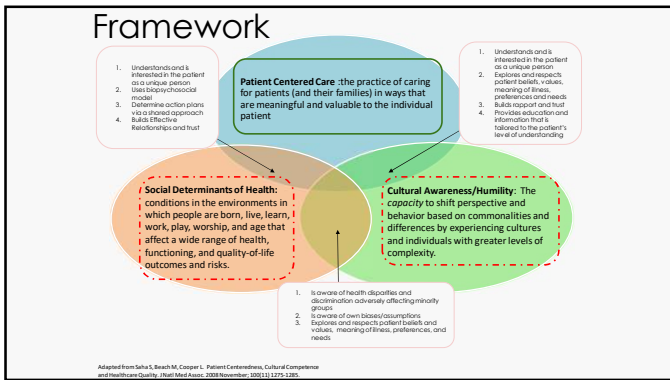 Framework
1. Understands and is
interested in the patient
as a unique person
2. Uses biopsychosocial
model
3. Determine action plans
via a shared approach
4. Builds Effective
Relationships and trust
Patient Centered Care :the practice of caring
for patients (and their families) in ways
that are meaningful and valuable to the individual
patient
1. Understands and is
interested in the patient
as a unique person
2. Explores and respects
patient beliefs, values,
meaning of illness,
preferences and needs
3. Builds rapport and trust
4. Provides education and
information that is
tailored to the patient's
level of understanding
Social Determinants of Health:
conditions in the environments in
which people are born, live, learn,
work, play, worship, and age that
affect a wide range of health,
functioning, and quality-of-life
outcomes and risks.
Cultural Awareness/Humility: The
capacity to shift perspective and
behavior based on commonalities and
differences by experiencing cultures
and individuals with greater levels of
complexity.
1. Is aware of health disparities and
discrimination adversely affecting minority
groups
2. Is aware of own biases/assumptions
3. Explores and respects patient beliefs and
values, meaning of illness, preferences, and
needs
Adapted from Saha S, Beach M, Cooper L. Patient Centeredness, Cultural Competence
and Healthcare Quality. J Natl Med Assoc. 2008 November; 100(11) 1275-1285.